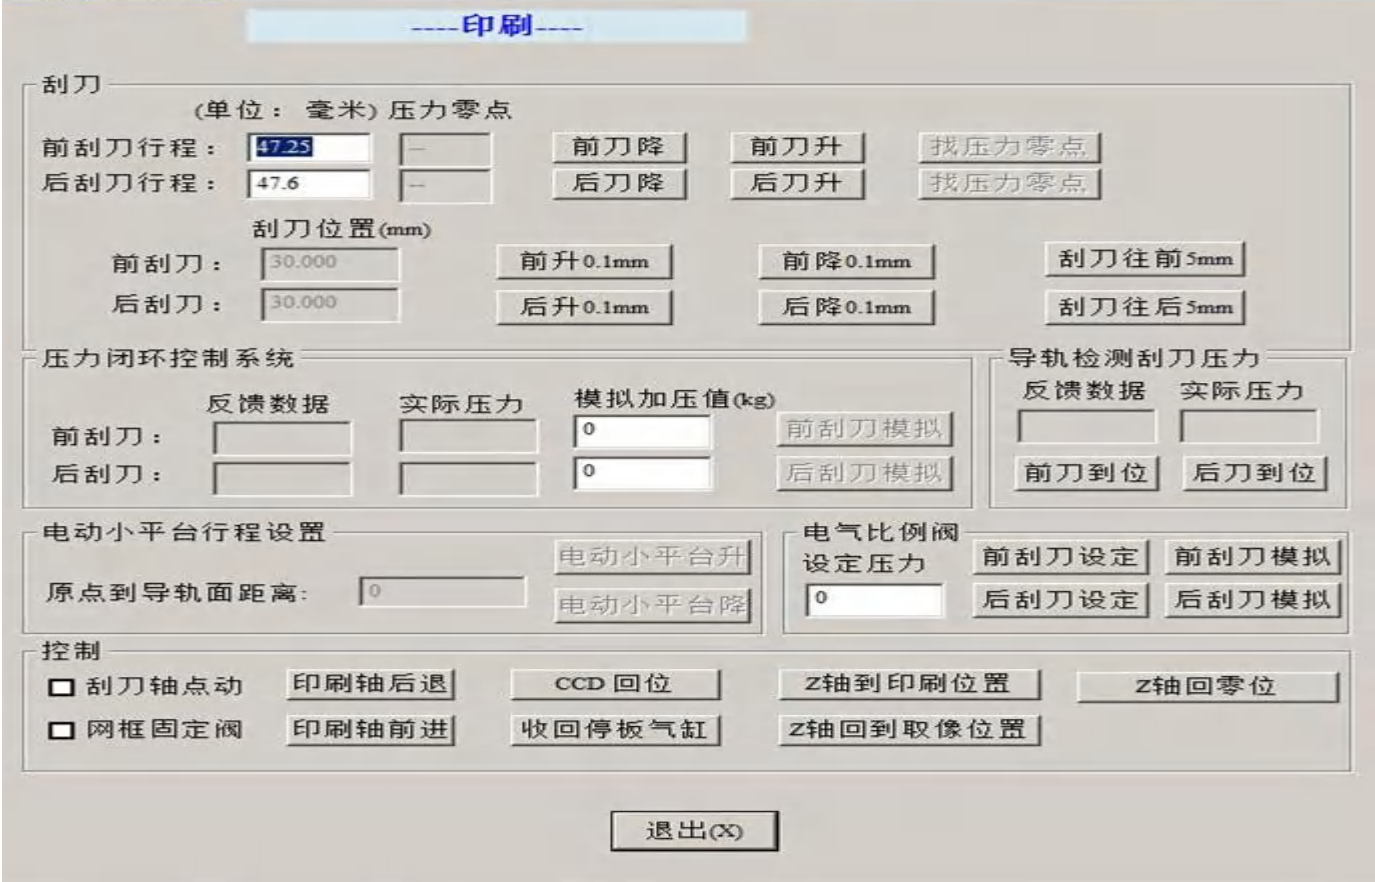 ----印刷----
刮刀
(单位： 毫米) 压力零点
前刮刀行程： 47.25 -- 前刀降 前刀升 找压力零点
后刮刀行程： 47.6 -- 后刀降 后刀升 找压力零点
刮刀位置(mm)
前刮刀： 30.000 前升0.1mm 前降0.1mm 刮刀往前5mm
后刮刀： 30.000 后升0.1mm 后降0.1mm 刮刀往后5mm
压力闭环控制系统
反馈数据 实际压力 模拟加压值(kg)
前刮刀： 0 前刮刀模拟
后刮刀： 0 后刮刀模拟
导轨检测刮刀压力
反馈数据 实际压力
前刀到位 后刀到位
电动小平台行程设置
电动小平台升
原点到导轨面距离: 0
电动小平台降
电气比例阀
设定压力 前刮刀设定 前刮刀模拟
0 后刮刀设定 后刮刀模拟
控制
刮刀轴点动 印刷轴后退 CCD 回位 Z轴到印刷位置 Z轴回零位
网框固定阀 印刷轴前进 收回停板气缸 Z轴回到取像位置
退出(X)